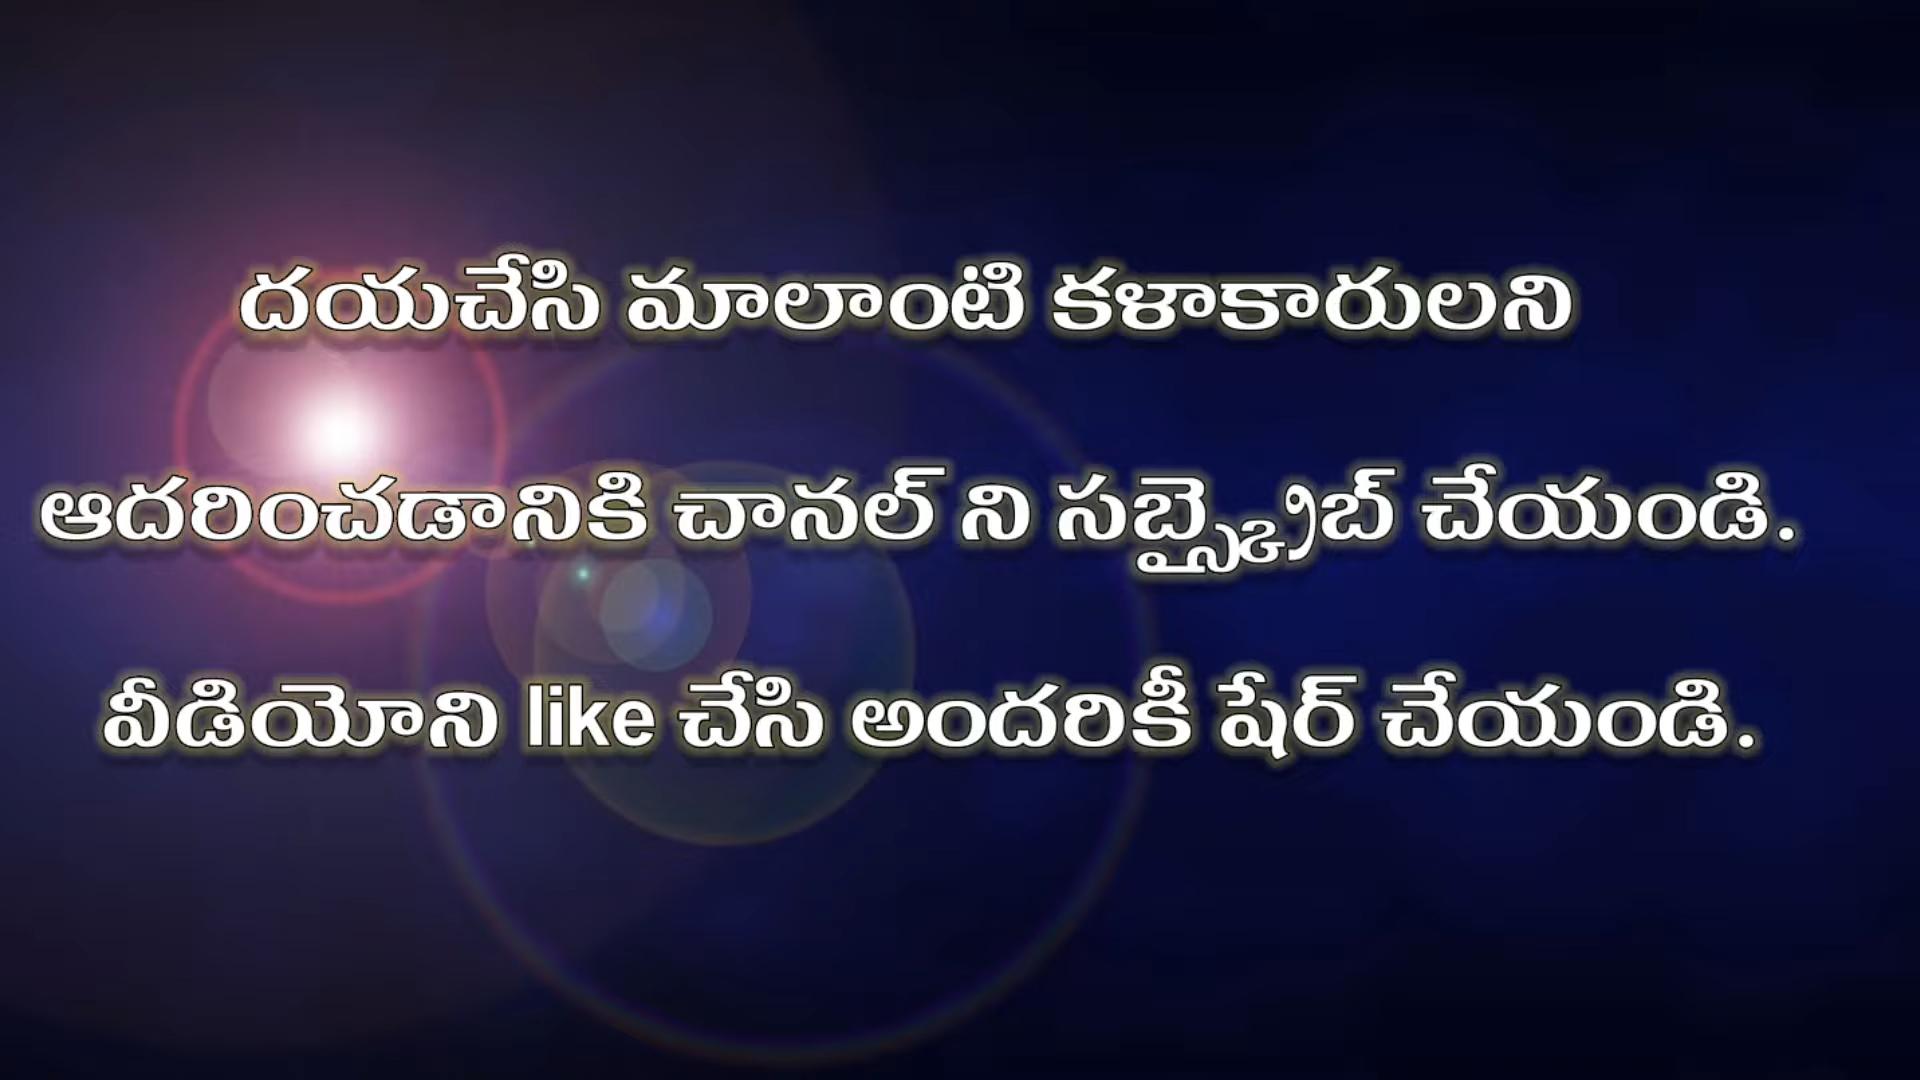 దయచేసి మాలాంటి కళాకారులని
ఆదరించడానికి చానల్ ని సబ్స్క్రైబ్ చేయండి.
వీడియోని like చేసి అందరికీ షేర్ చేయండి.